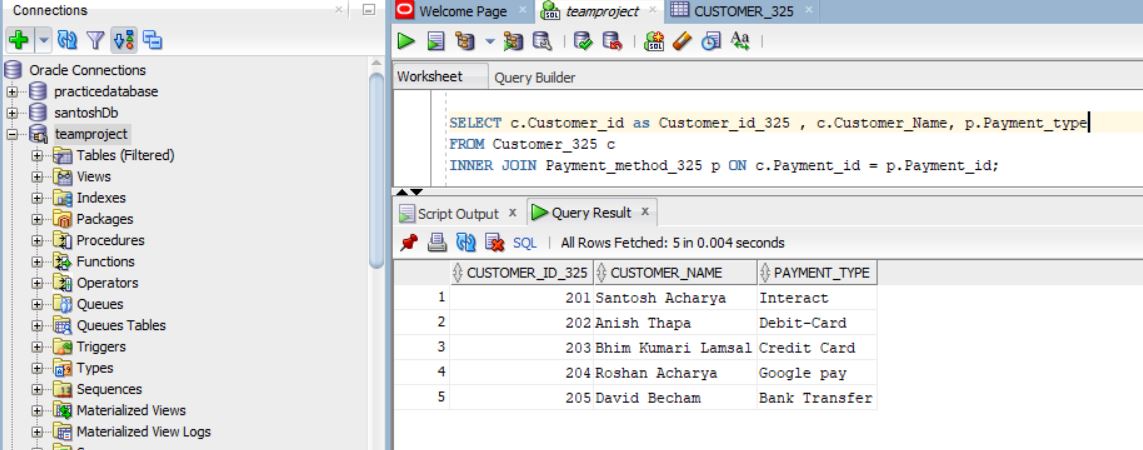 Connections
Oracle Connections
practicedatabase
santoshDb
teamproject
Tables (Filtered)
Views
Indexes
Packages
Procedures
Functions
Operators
Queues
Queues Tables
Triggers
Types
Sequences
Materialized Views
Materialized View Logs
Welcome Page
teamproject
CUSTOMER_325
Worksheet Query Builder
SELECT c.Customer_id as Customer_id_325 , c.Customer_Name, p.Payment_type
FROM Customer_325 c
INNER JOIN Payment_method_325 p ON c.Payment_id = p.Payment_id;
Script Output x Query Result x
SQL | All Rows Fetched: 5 in 0.004 seconds
CUSTOMER_ID_325 CUSTOMER_NAME PAYMENT_TYPE
1 201 Santosh Acharya Interact
2 202 Anish Thapa Debit-Card
3 203 Bhim Kumari Lamsal Credit Card
4 204 Roshan Acharya Google pay
5 205 David Becham Bank Transfer